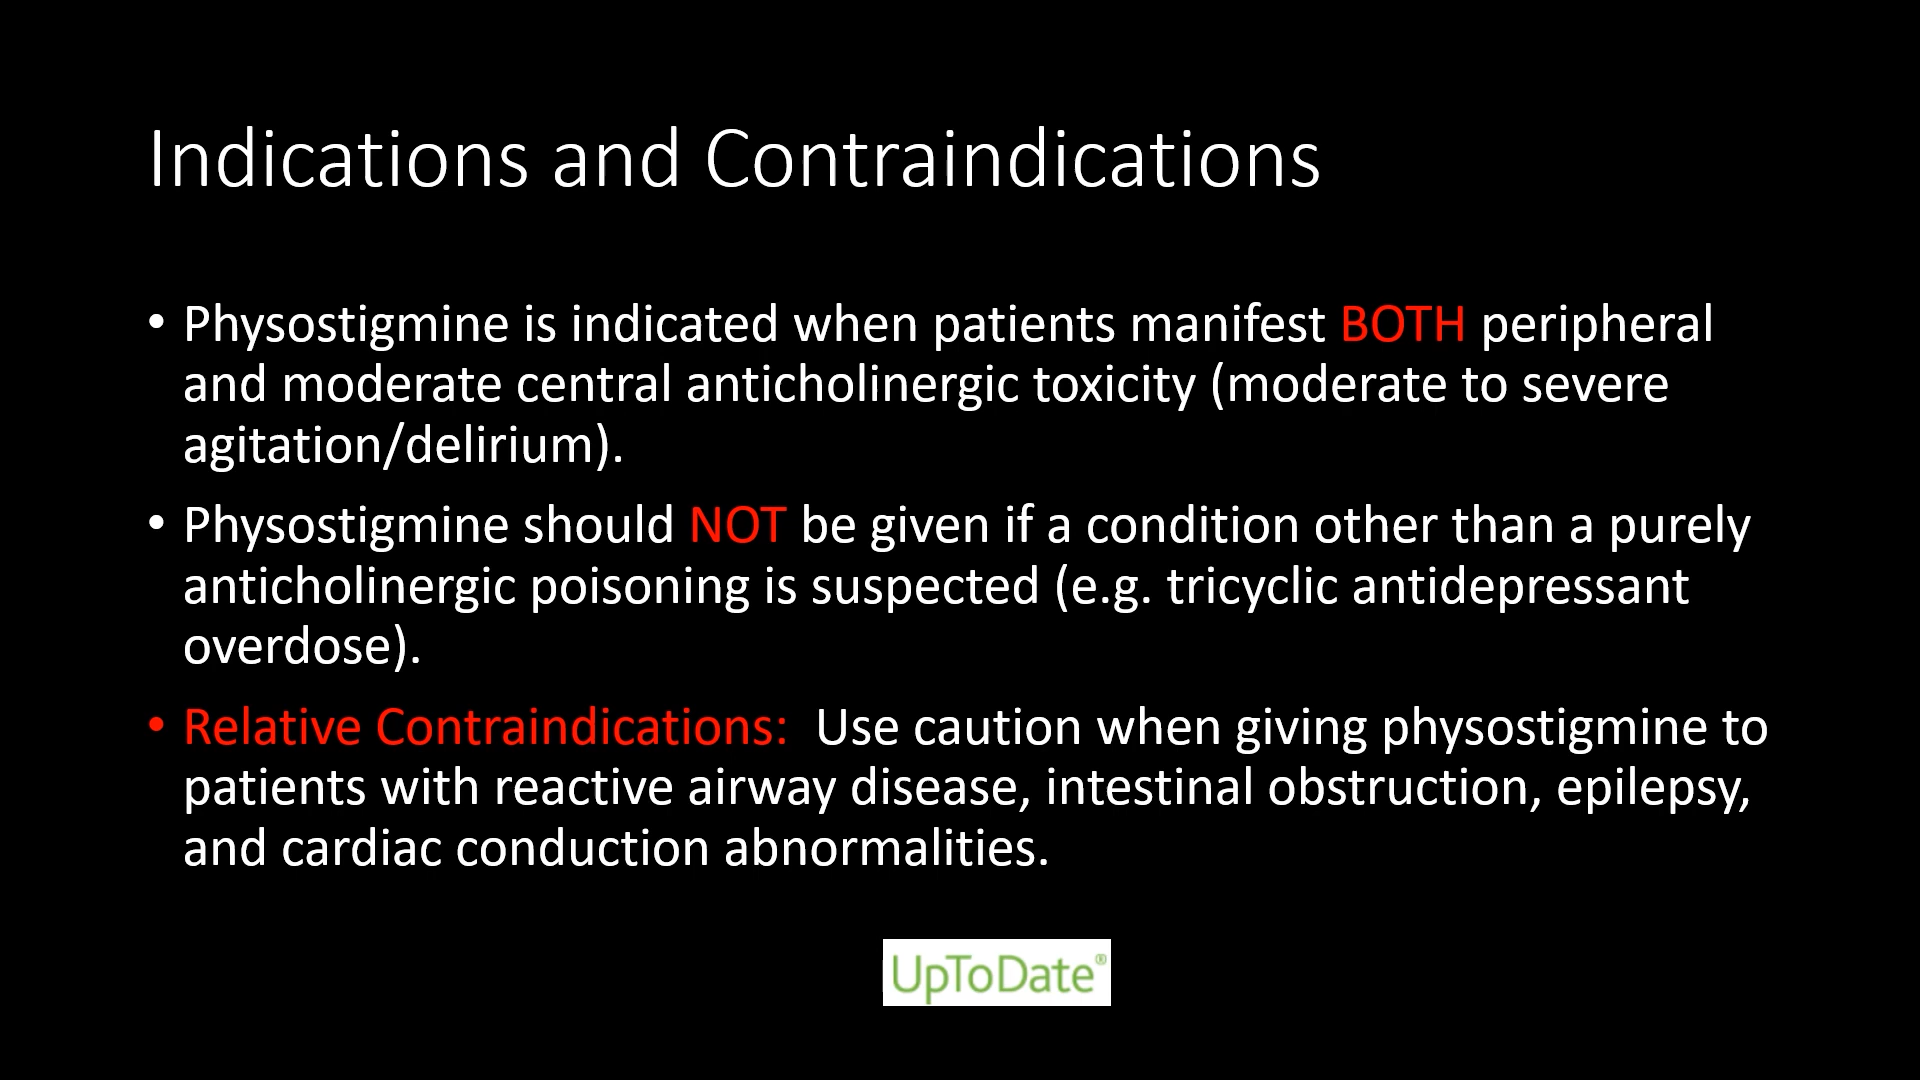 Indications and Contraindications
• Physostigmine is indicated when patients manifest BOTH peripheral
and moderate central anticholinergic toxicity (moderate to severe
agitation/delirium).
• Physostigmine should NOT be given if a condition other than a purely
anticholinergic poisoning is suspected (e.g. tricyclic antidepressant
overdose).
• Relative Contraindications:  Use caution when giving physostigmine to
patients with reactive airway disease, intestinal obstruction, epilepsy,
and cardiac conduction abnormalities.
UpToDate®